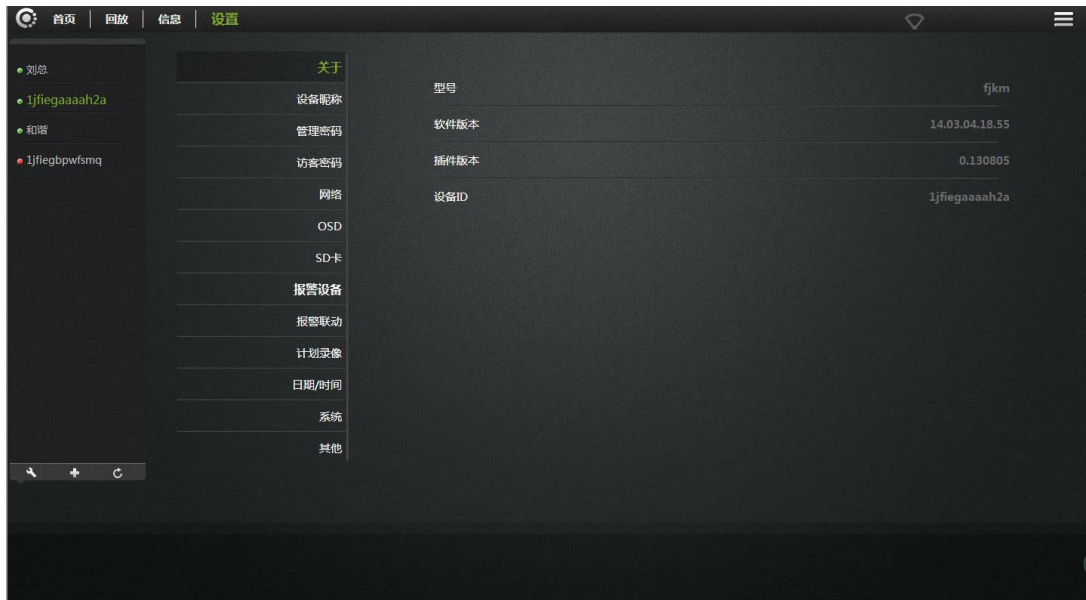 首页 回放 信息 设置
刘总
1jfiegaaaah2a
和谐
1jfiegbpwfsmq
关于
设备昵称
管理密码
访客密码
网络
OSD
SD卡
报警设备
报警联动
计划录像
日期/时间
系统
其他
型号 fjkm
软件版本 14.03.04.18.55
插件版本 0.130805
设备ID 1jfiegaaaah2a